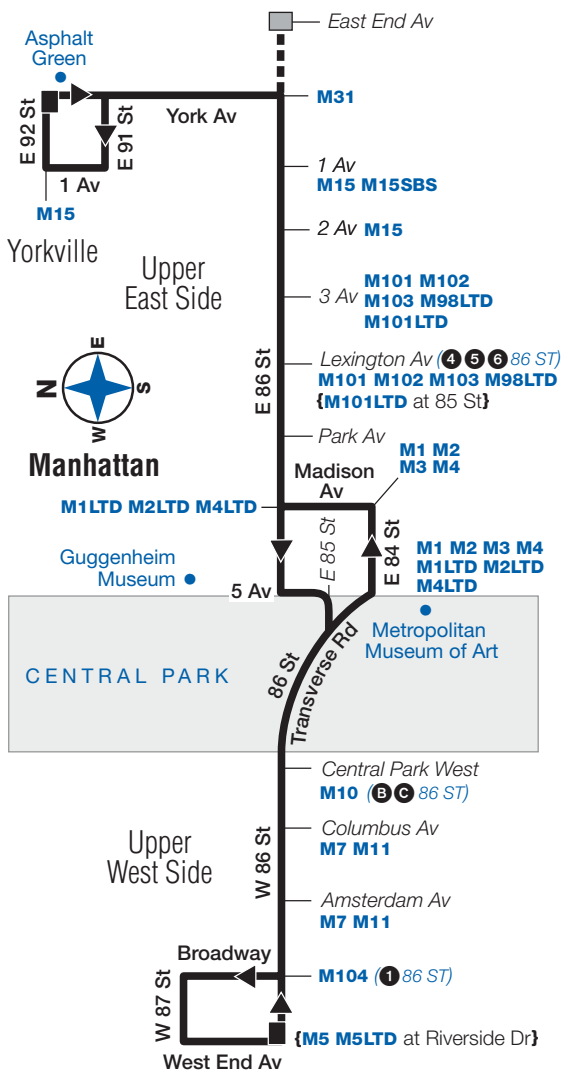 East End Av
Asphalt
Green
M31
York Av
E 92 St
E 91 St
1 Av
M15
1 Av
M15 M15SBS
2 Av M15
Yorkville
Upper
East Side
3 Av
M101 M102
M103 M98LTD
M101LTD
E 86 St
Lexington Av (4 5 6 86 ST)
M101 M102 M103 M98LTD
{M101LTD at 85 St}
N
E
S
W
Manhattan
Park Av
Madison
Av
M1 M2
M3 M4
M1LTD M2LTD M4LTD
E 85 St
E 84 St
M1 M2 M3 M4
M1LTD M2LTD
M4LTD
Guggenheim
Museum
5 Av
Metropolitan
Museum of Art
CENTRAL PARK
86 St
Transverse Rd
Central Park West
M10 (B C 86 ST)
Columbus Av
M7 M11
Upper
West Side
W 86 St
Amsterdam Av
M7 M11
Broadway
M104 (1 86 ST)
W 87 St
{M5 M5LTD at Riverside Dr}
West End Av